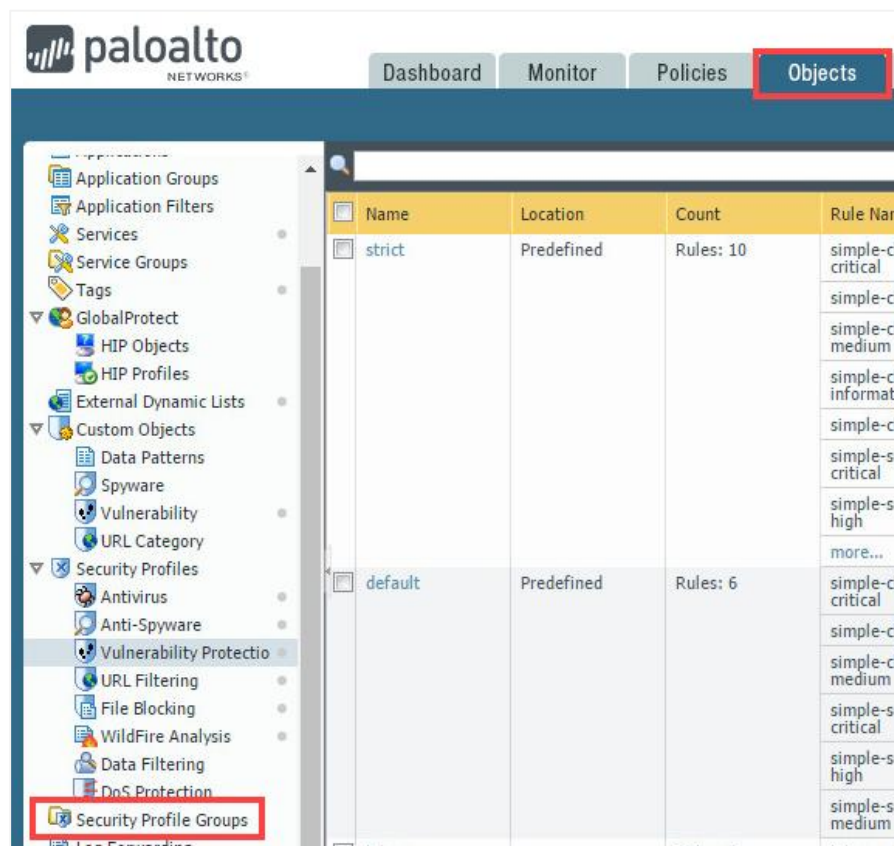 paloalto
NETWORKS®
Dashboard Monitor Policies Objects
Application Groups
Application Filters
Services
Service Groups
Tags
GlobalProtect
HIP Objects
HIP Profiles
External Dynamic Lists
Custom Objects
Data Patterns
Spyware
Vulnerability
URL Category
Security Profiles
Antivirus
Anti-Spyware
Vulnerability Protectio
URL Filtering
File Blocking
WildFire Analysis
Data Filtering
DoS Protection
Security Profile Groups
Log Forwarding
Name Location Count Rule Nar
strict Predefined Rules: 10 simple-c
critical
simple-c
simple-c
medium
simple-c
informat
simple-c
simple-s
critical
simple-s
high
more...
default Predefined Rules: 6 simple-c
critical
simple-c
simple-c
medium
simple-s
critical
simple-s
high
simple-s
medium